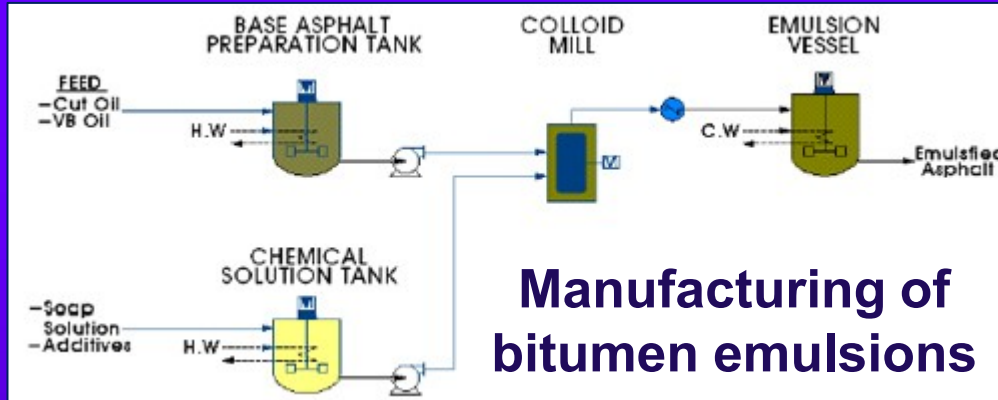 BASE ASPHALT
PREPARATION TANK
COLLOID
MILL
EMULSION
VESSEL
FEED
-Cut Oil
-VB Oil
H.W
M
C.W
M
Emulsfied
Asphalt
M
CHEMICAL
SOLUTION TANK
-Soap
Solution
-Additives
H.W
M
Manufacturing of
bitumen emulsions